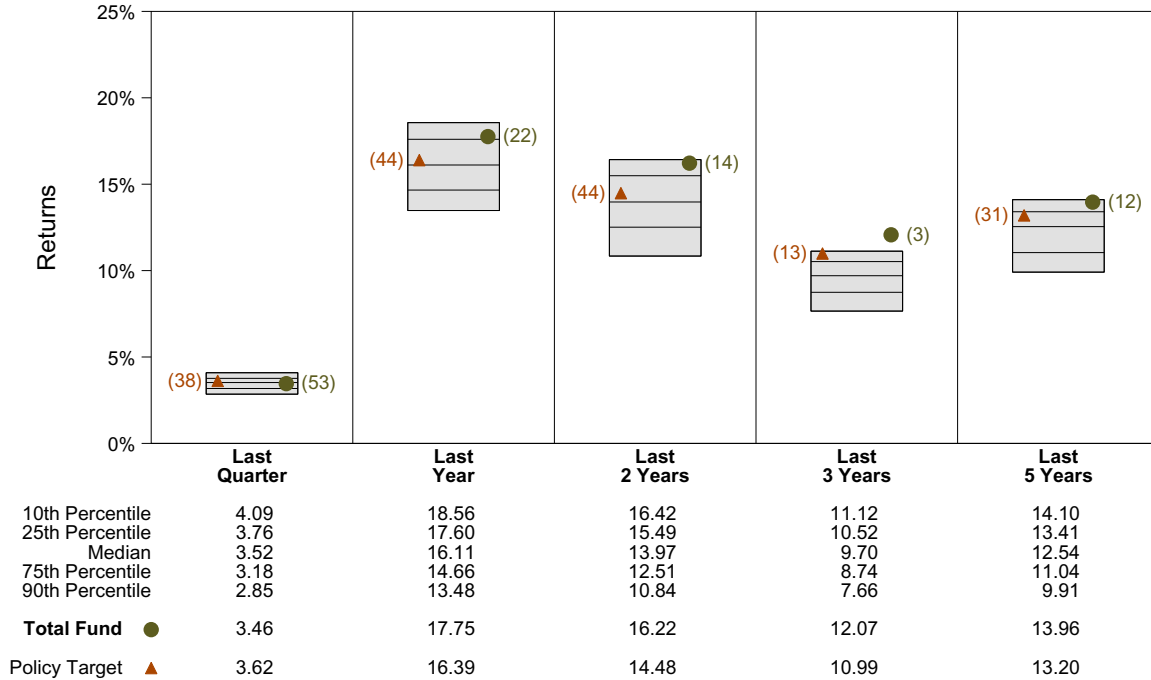 25%
20%
15%
10%
5%
0%
Returns
(38)
(53)
(44)
(22)
(44)
(14)
(13)
(3)
(31)
(12)
Last Quarter
Last Year
Last 2 Years
Last 3 Years
Last 5 Years
10th Percentile 4.09 18.56 16.42 11.12 14.10
25th Percentile 3.76 17.60 15.49 10.52 13.41
Median 3.52 16.11 13.97 9.70 12.54
75th Percentile 3.18 14.66 12.51 8.74 11.04
90th Percentile 2.85 13.48 10.84 7.66 9.91
Total Fund 3.46 17.75 16.22 12.07 13.96
Policy Target 3.62 16.39 14.48 10.99 13.20